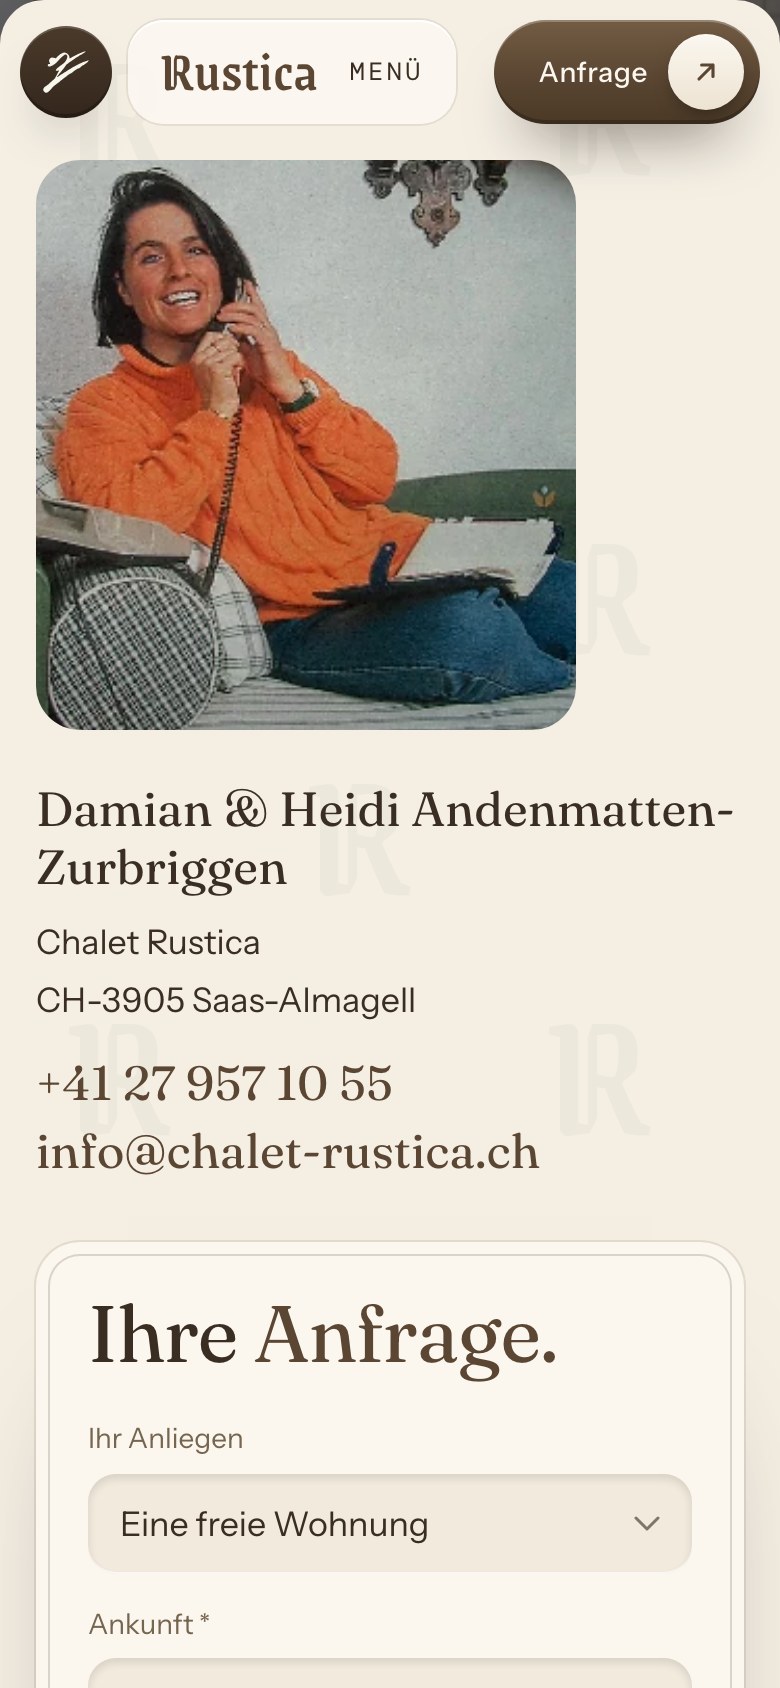 Rustica
MENÜ
Anfrage
Damian & Heidi Andenmatten-
Zurbriggen
Chalet Rustica
CH-3905 Saas-Almagell
+41 27 957 10 55
info@chalet-rustica.ch
Ihre Anfrage.
Ihr Anliegen
Eine freie Wohnung
Ankunft *